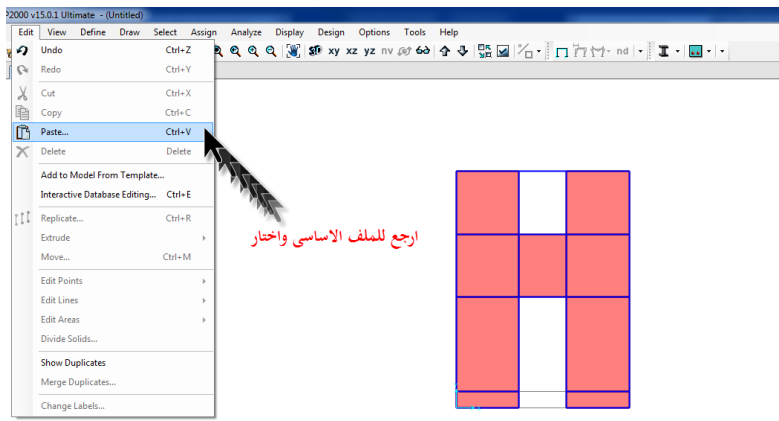 P2000 v15.0.1 Ultimate - (Untitled)
Edit View Define Draw Select Assign Analyze Display Design Options Tools Help
xy xz yz nv nd
Undo Ctrl+Z
Redo Ctrl+Y
Cut Ctrl+X
Copy Ctrl+C
Paste... Ctrl+V
Delete Delete
Add to Model From Template...
Interactive Database Editing... Ctrl+E
Replicate... Ctrl+R
Extrude
Move... Ctrl+M
Edit Points
Edit Lines
Edit Areas
Divide Solids...
Show Duplicates
Merge Duplicates...
Change Labels...
ارجع للملف الاساسى واختار